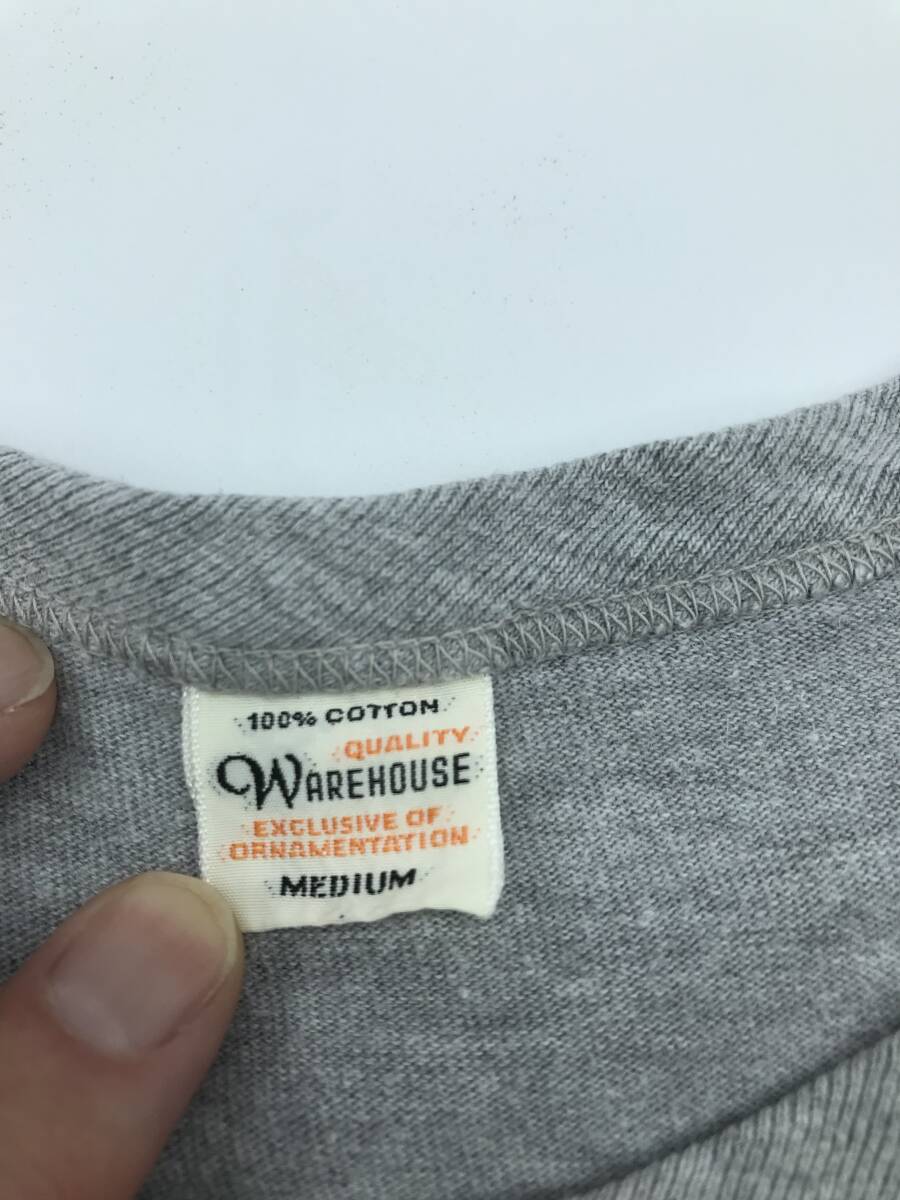 100% COTTON
QUALITY
WAREHOUSE
EXCLUSIVE OF
ORNAMENTATION
MEDIUM